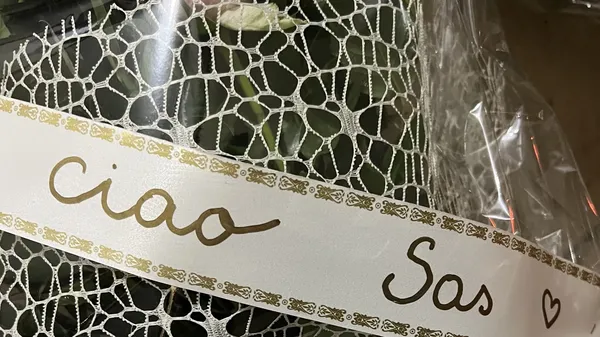 ciao Sas ♡